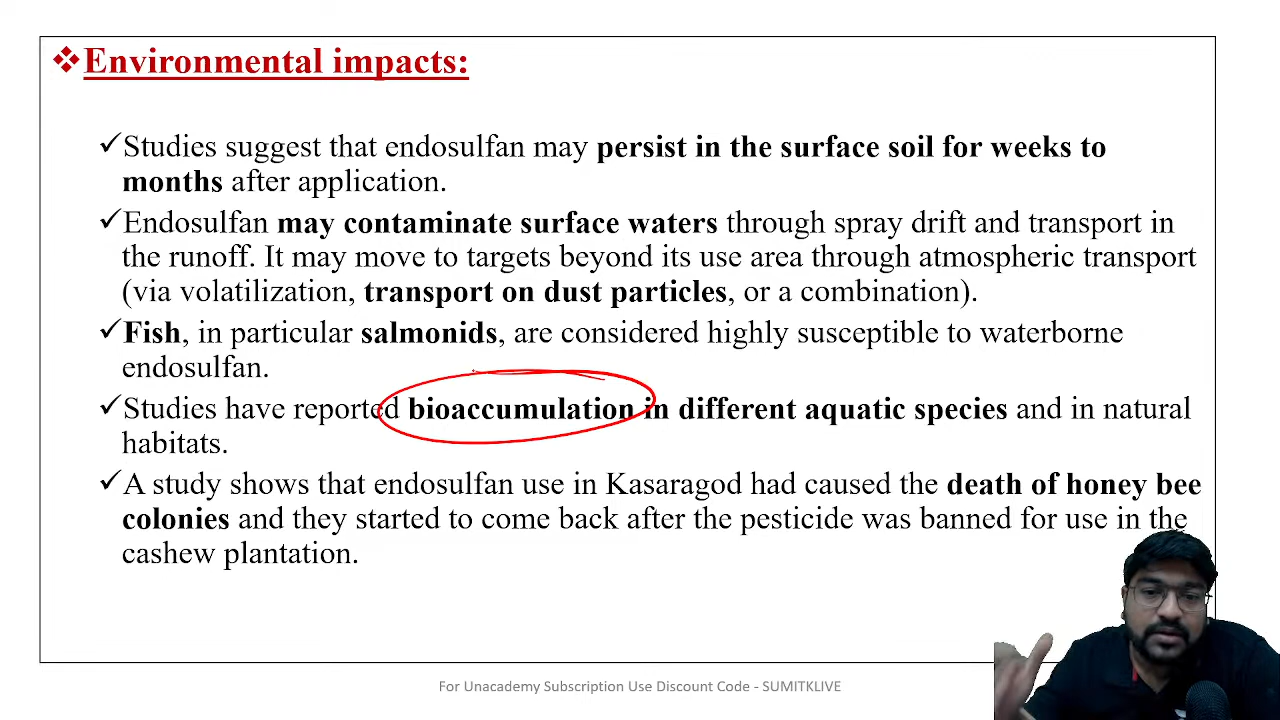 Environmental impacts:
Studies suggest that endosulfan may persist in the surface soil for weeks to
months after application.
Endosulfan may contaminate surface waters through spray drift and transport in
the runoff. It may move to targets beyond its use area through atmospheric transport
(via volatilization, transport on dust particles, or a combination).
Fish, in particular salmonids, are considered highly susceptible to waterborne
endosulfan.
Studies have reported bioaccumulation in different aquatic species and in natural
habitats.
A study shows that endosulfan use in Kasaragod had caused the death of honey bee
colonies and they started to come back after the pesticide was banned for use in the
cashew plantation.
For Unacademy Subscription Use Discount Code - SUMITKLIVE